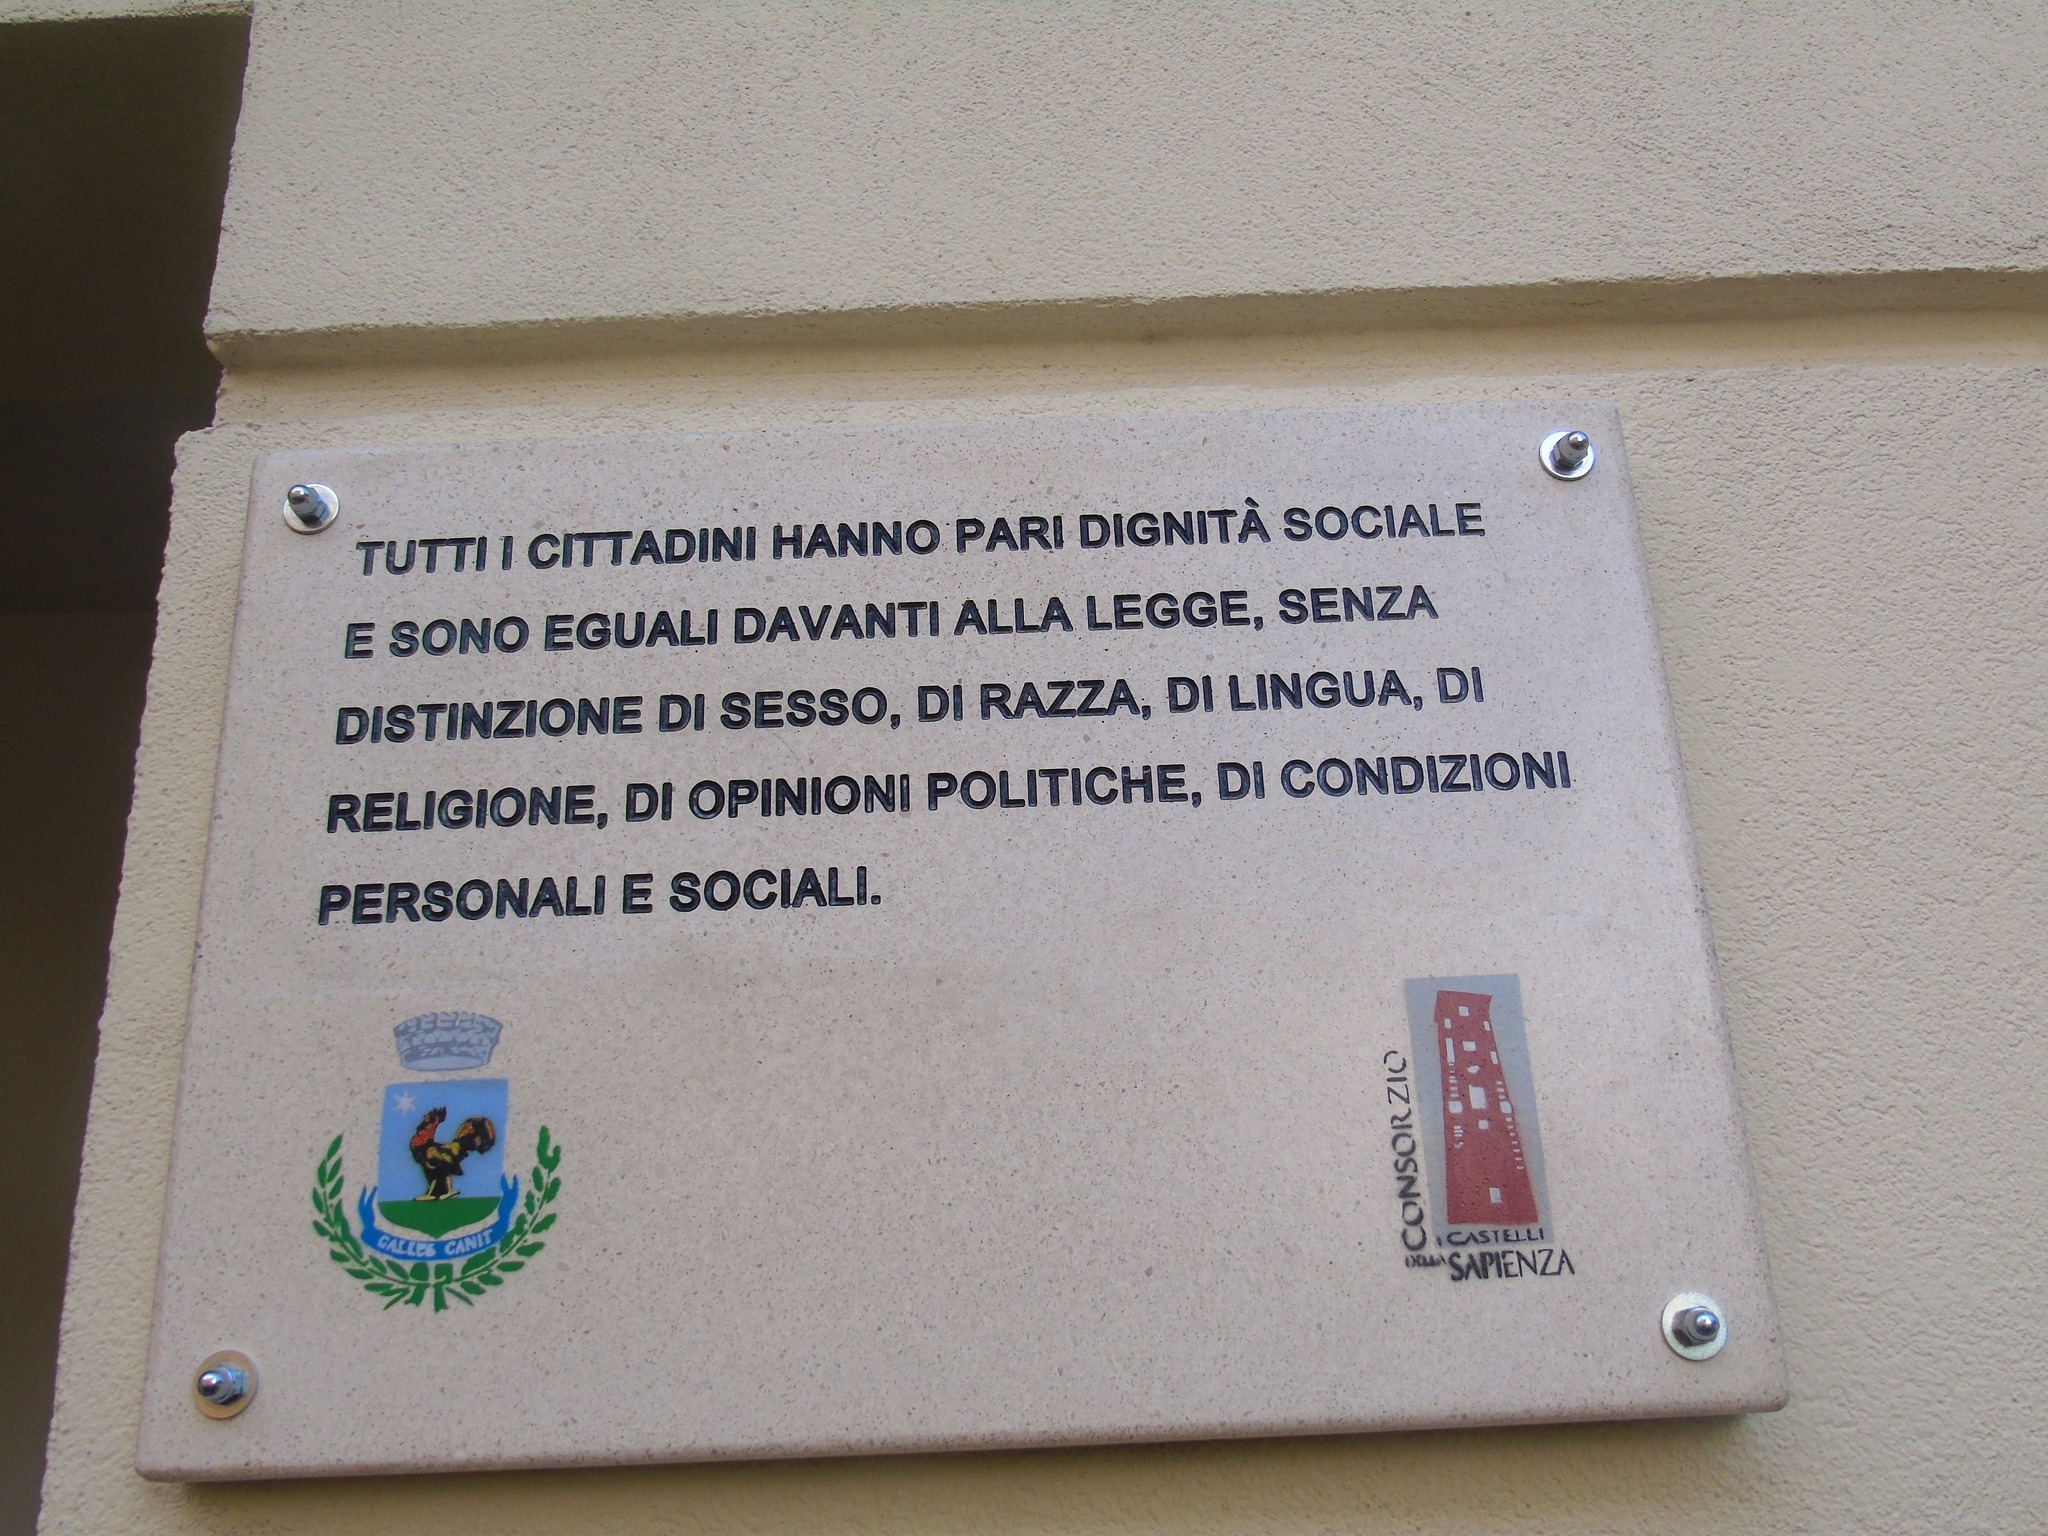 TUTTI I CITTADINI HANNO PARI DIGNITÀ SOCIALE
E SONO EGUALI DAVANTI ALLA LEGGE, SENZA
DISTINZIONE DI SESSO, DI RAZZA, DI LINGUA, DI
RELIGIONE, DI OPINIONI POLITICHE, DI CONDIZIONI
PERSONALI E SOCIALI.
GALLES CANIT
CONSORZIO
I CASTELLI
DELLA SAPIENZA